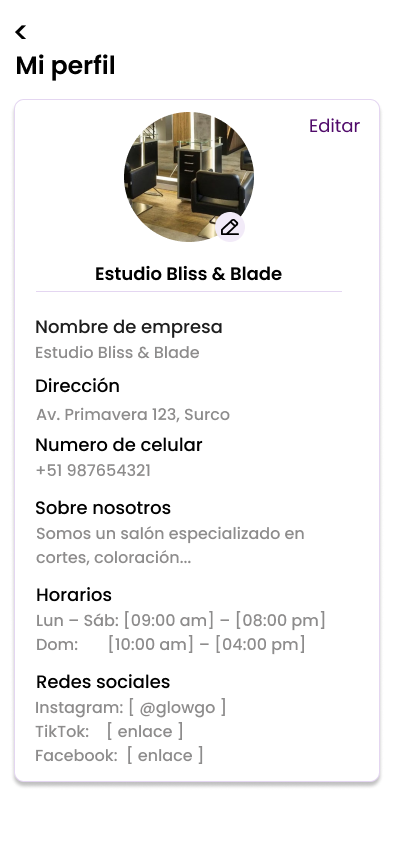 Mi perfil
Editar
Estudio Bliss & Blade
Nombre de empresa
Estudio Bliss & Blade
Dirección
Av. Primavera 123, Surco
Numero de celular
+51 987654321
Sobre nosotros
Somos un salón especializado en
cortes, coloración...
Horarios
Lun – Sáb: [09:00 am] – [08:00 pm]
Dom: [10:00 am] – [04:00 pm]
Redes sociales
Instagram: [ @glowgo ]
TikTok: [ enlace ]
Facebook: [ enlace ]